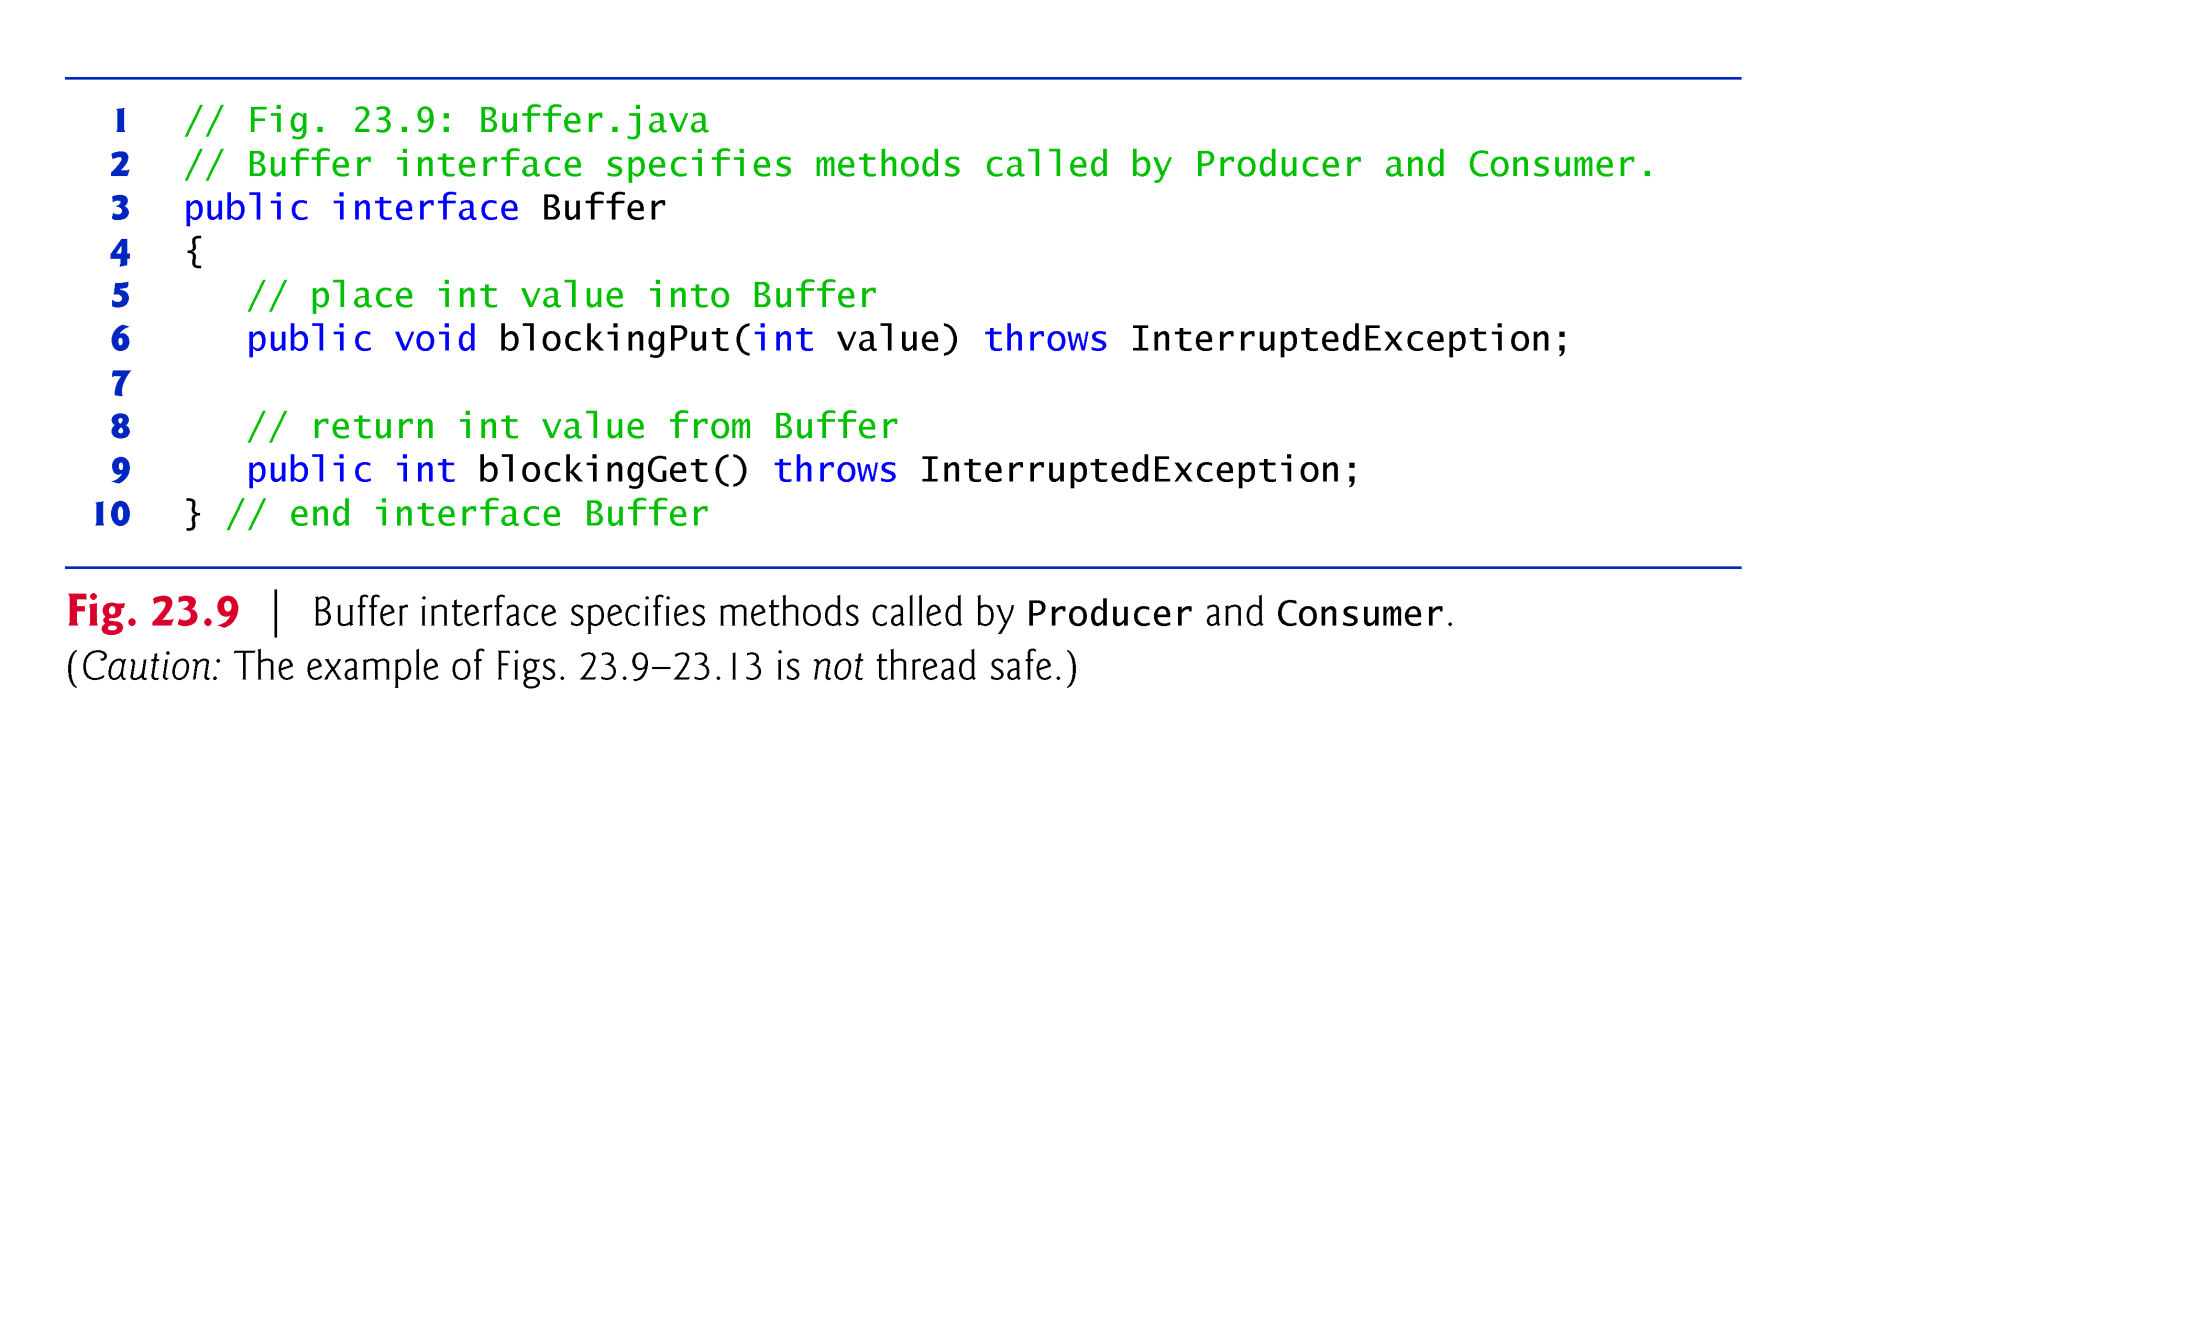 1 // Fig. 23.9: Buffer.java
2 // Buffer interface specifies methods called by Producer and Consumer.
3 public interface Buffer
4 {
5    // place int value into Buffer
6    public void blockingPut(int value) throws InterruptedException;
7
8    // return int value from Buffer
9    public int blockingGet() throws InterruptedException;
10 } // end interface Buffer
Fig. 23.9 | Buffer interface specifies methods called by Producer and Consumer.
(Caution: The example of Figs. 23.9–23.13 is not thread safe.)